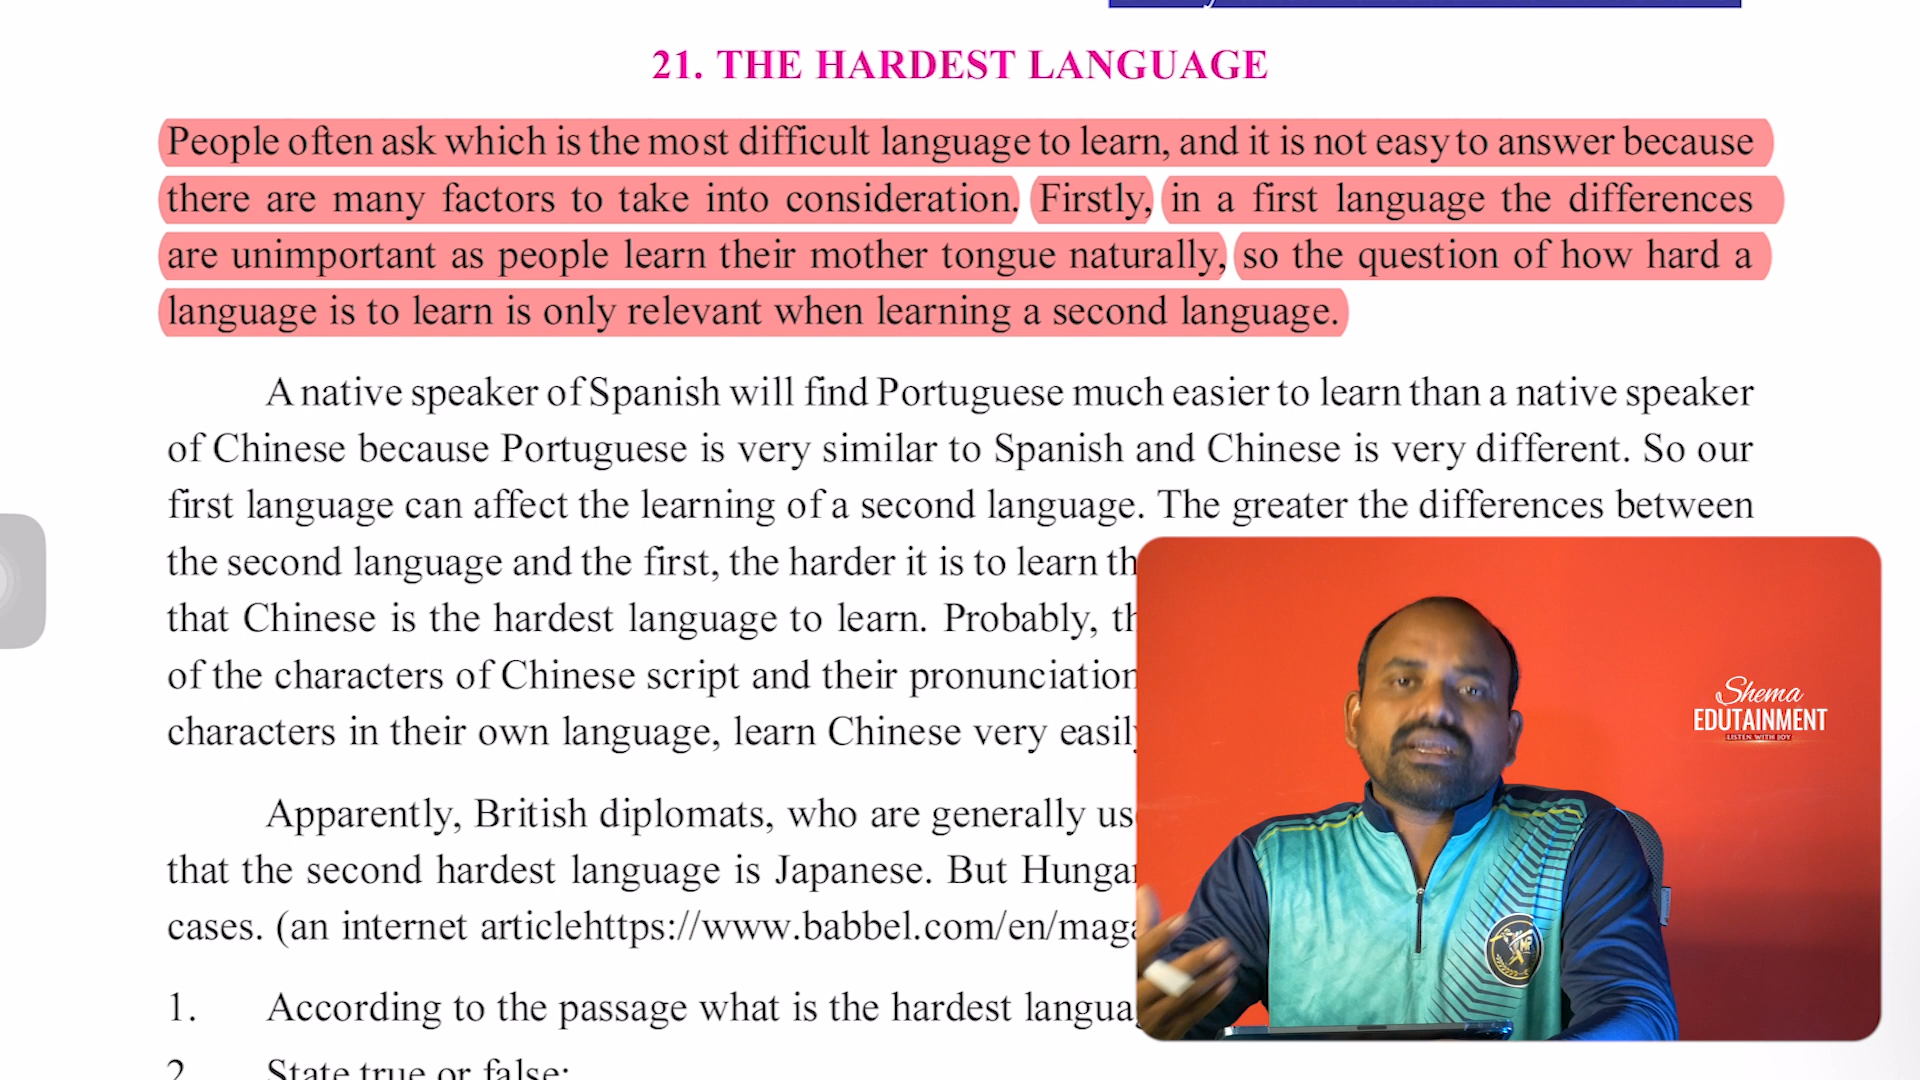 21. THE HARDEST LANGUAGE
People often ask which is the most difficult language to learn, and it is not easy to answer because
there are many factors to take into consideration. Firstly, in a first language the differences
are unimportant as people learn their mother tongue naturally, so the question of how hard a
language is to learn is only relevant when learning a second language.
A native speaker of Spanish will find Portuguese much easier to learn than a native speaker
of Chinese because Portuguese is very similar to Spanish and Chinese is very different. So our
first language can affect the learning of a second language. The greater the differences between
the second language and the first, the harder it is to learn
that Chinese is the hardest language to learn. Probably,
of the characters of Chinese script and their pronunciation
characters in their own language, learn Chinese very easily
Apparently, British diplomats, who are generally
that the second hardest language is Japanese. But
cases. (an internet articlehttps://www.babbel.com/en/
1. According to the passage what is the hardest
2. State true or false:
Shema
EDUTAINMENT
LISTEN WITH JOY